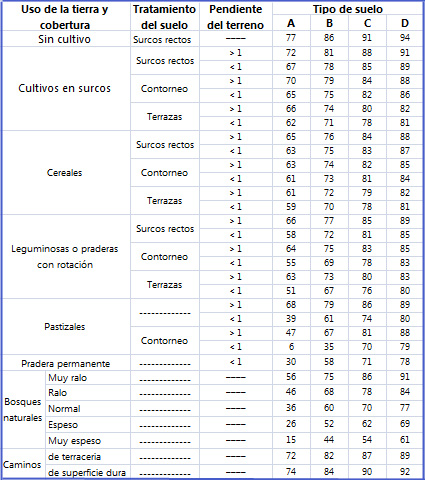 Uso de la tierra y cobertura Tratamiento del suelo Pendiente del terreno Tipo de suelo
A B C D
Sin cultivo Surcos rectos ---- 77 86 91 94
Cultivos en surcos Surcos rectos > 1 72 81 88 91
< 1 67 78 85 89
Contorneo > 1 70 79 84 88
< 1 65 75 82 86
Terrazas > 1 66 74 80 82
< 1 62 71 78 81
Cereales Surcos rectos > 1 65 76 84 88
< 1 63 75 83 87
Contorneo > 1 63 74 82 85
< 1 61 73 81 84
Terrazas > 1 61 72 79 82
< 1 59 70 78 81
Leguminosas o praderas con rotación Surcos rectos > 1 66 77 85 89
< 1 58 72 81 85
Contorneo > 1 64 75 83 85
< 1 55 69 78 83
Terrazas > 1 63 73 80 83
< 1 51 67 76 80
Pastizales ------------- > 1 68 79 86 89
< 1 39 61 74 80
Contorneo > 1 47 67 81 88
< 1 6 35 70 79
Pradera permanente ------------- < 1 30 58 71 78
Bosques naturales Muy ralo ------------- ---- 56 75 86 91
Ralo ------------- ---- 46 68 78 84
Normal ------------- ---- 36 60 70 77
Espeso ------------- ---- 26 52 62 69
Muy espeso ------------- ---- 15 44 54 61
Caminos de terraceria ------------- ---- 72 82 87 89
de superficie dura ------------- ---- 74 84 90 92